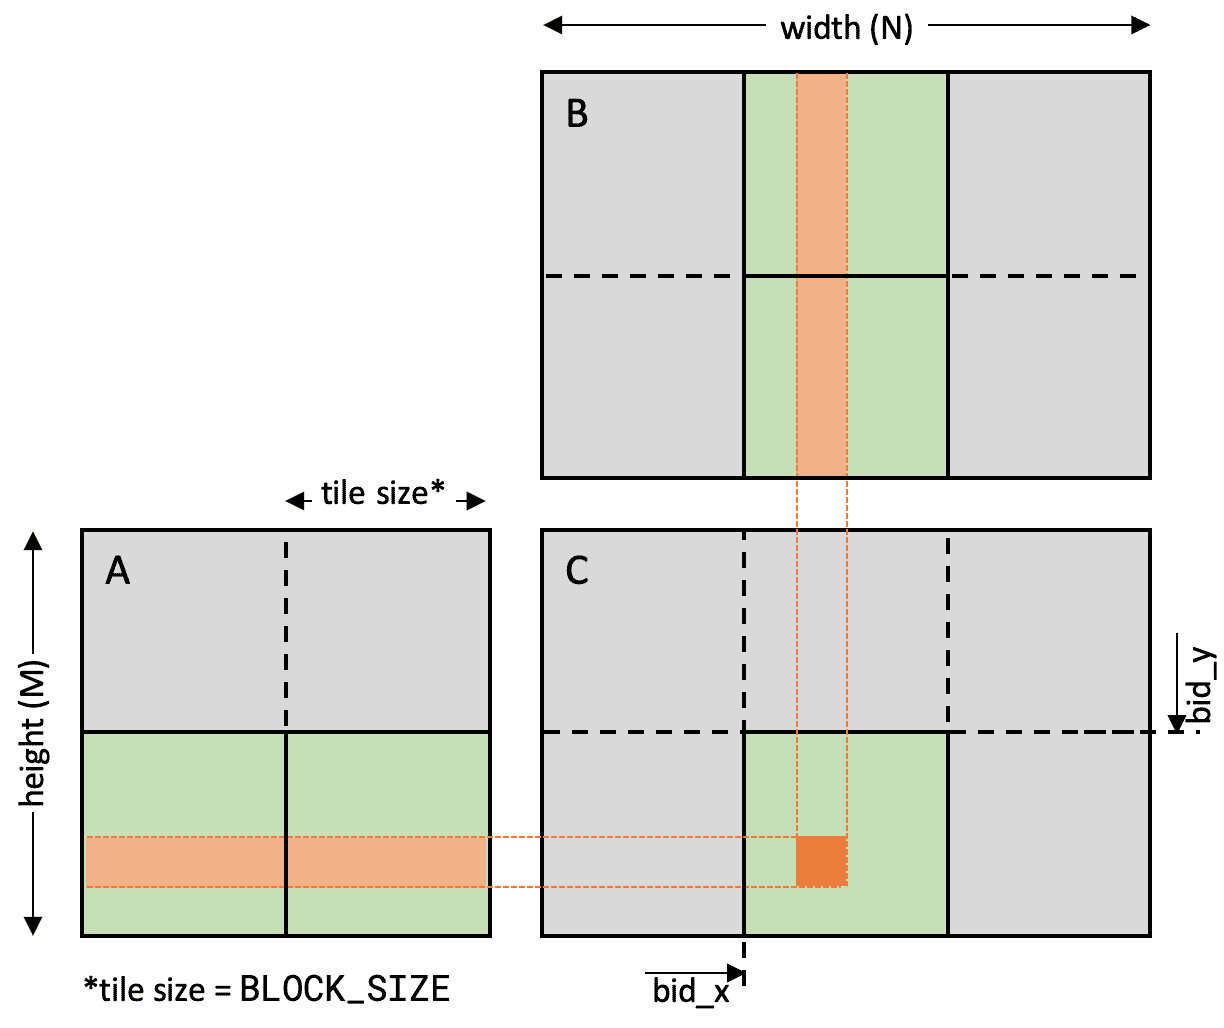 width (N)
B
tile size*
A
C
height (M)
bid_y
bid_x
*tile size = BLOCK_SIZE